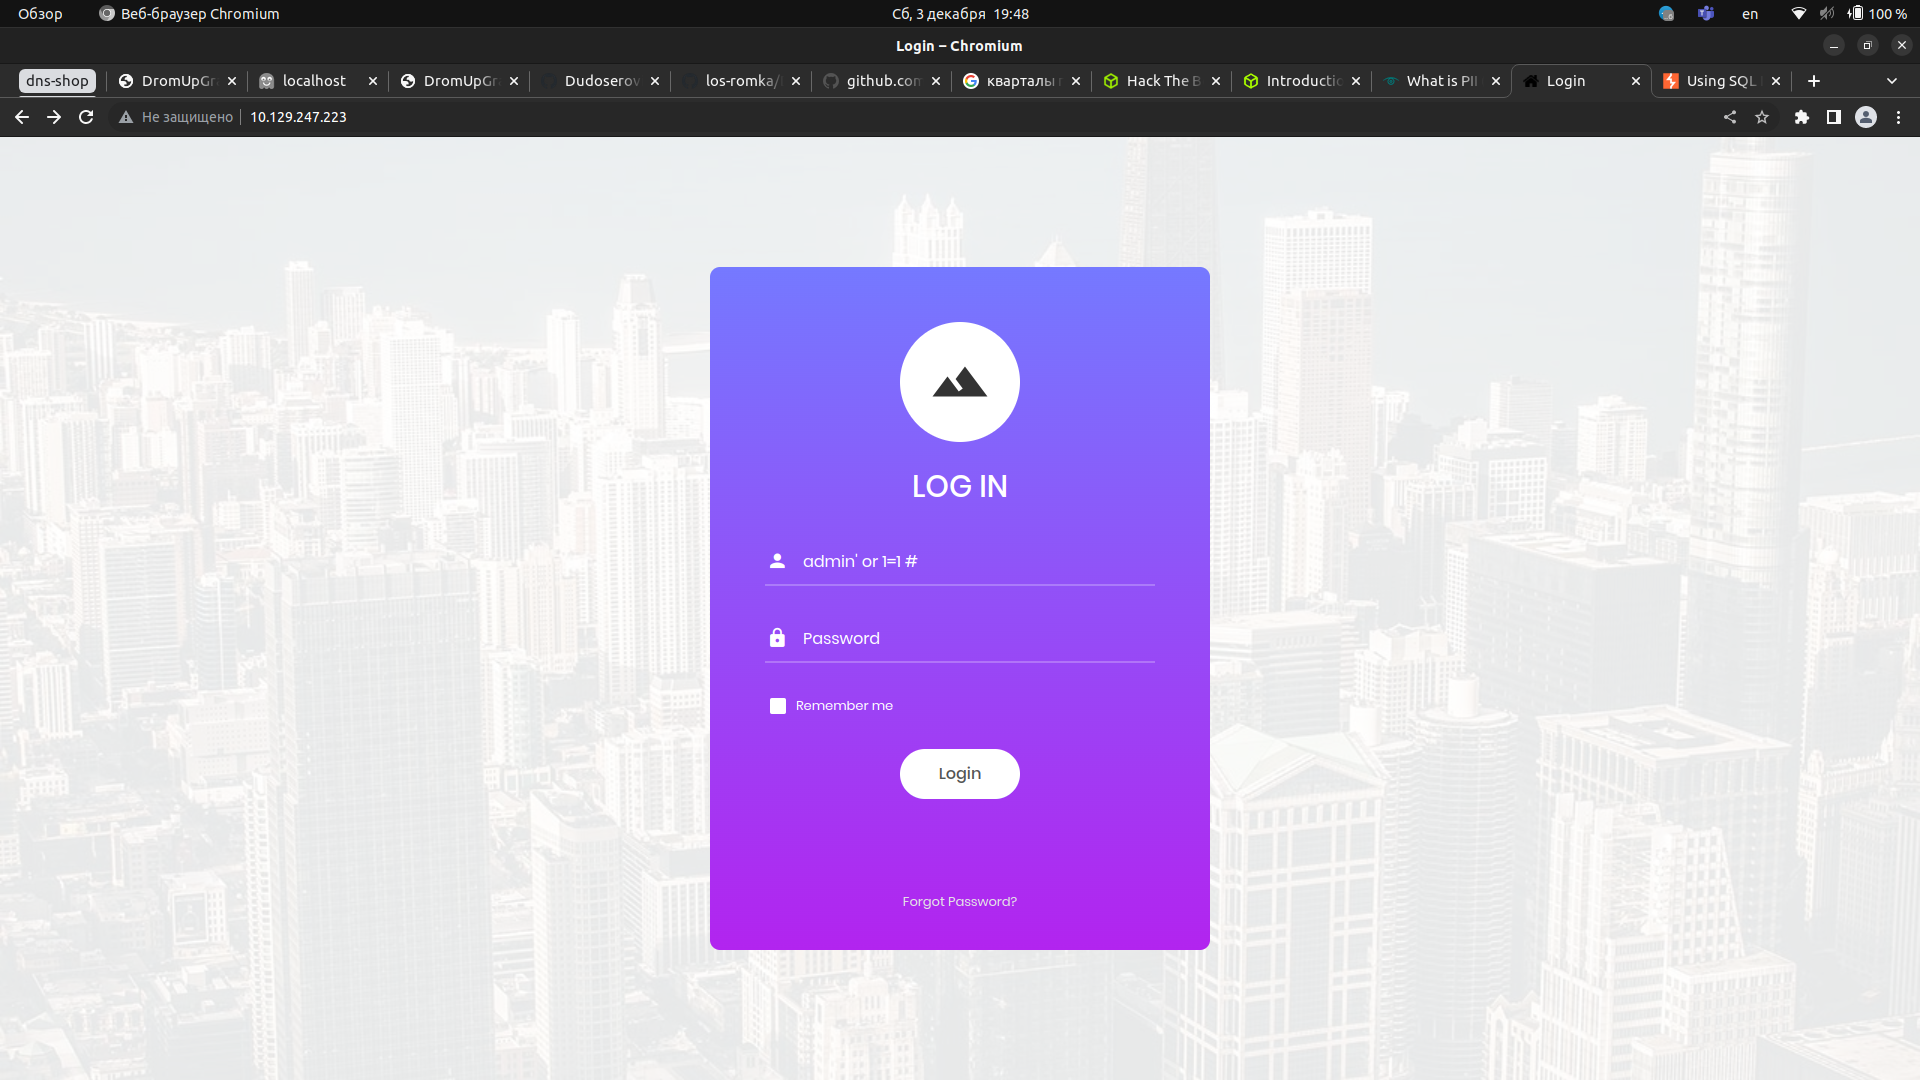 Обзор
Веб-браузер Chromium
Сб, 3 декабря 19:48
en
100 %
Login – Chromium
dns-shop
DromUpGr
localhost
DromUpGr
Dudoserov
los-romka/
github.com
кварталы
Hack The B
Introductio
What is PII
Login
Using SQL
Не защищено
10.129.247.223
LOG IN
admin' or 1=1 #
Password
Remember me
Login
Forgot Password?